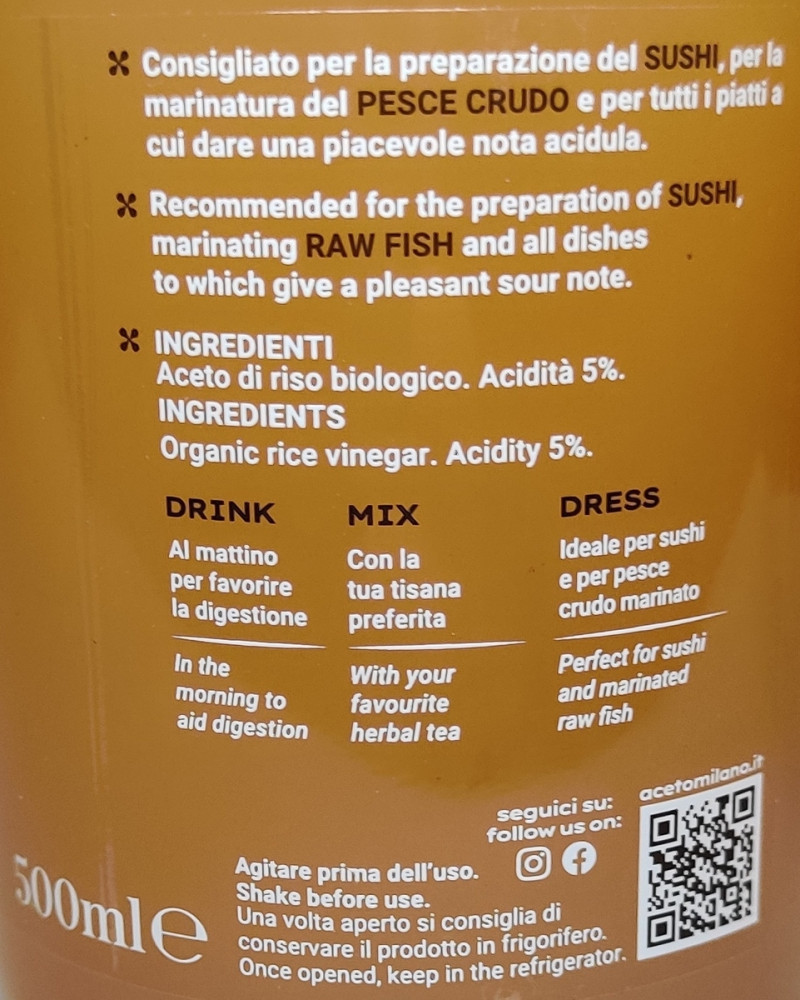 Consigliato per la preparazione del SUSHI, per la
marinatura del PESCE CRUDO e per tutti i piatti a
cui dare una piacevole nota acidula.
Recommended for the preparation of SUSHI,
marinating RAW FISH and all dishes
to which give a pleasant sour note.
INGREDIENTI
Aceto di riso biologico. Acidità 5%.
INGREDIENTS
Organic rice vinegar. Acidity 5%.
DRINK
Al mattino
per favorire
la digestione
In the
morning to
aid digestion
MIX
Con la
tua tisana
preferita
With your
favourite
herbal tea
DRESS
Ideale per sushi
e per pesce
crudo marinato
Perfect for sushi
and marinated
raw fish
500ml℮
Agitare prima dell'uso.
Shake before use.
Una volta aperto si consiglia di
conservare il prodotto in frigorifero.
Once opened, keep in the refrigerator.
seguici su:
follow us on:
acetomilano.it